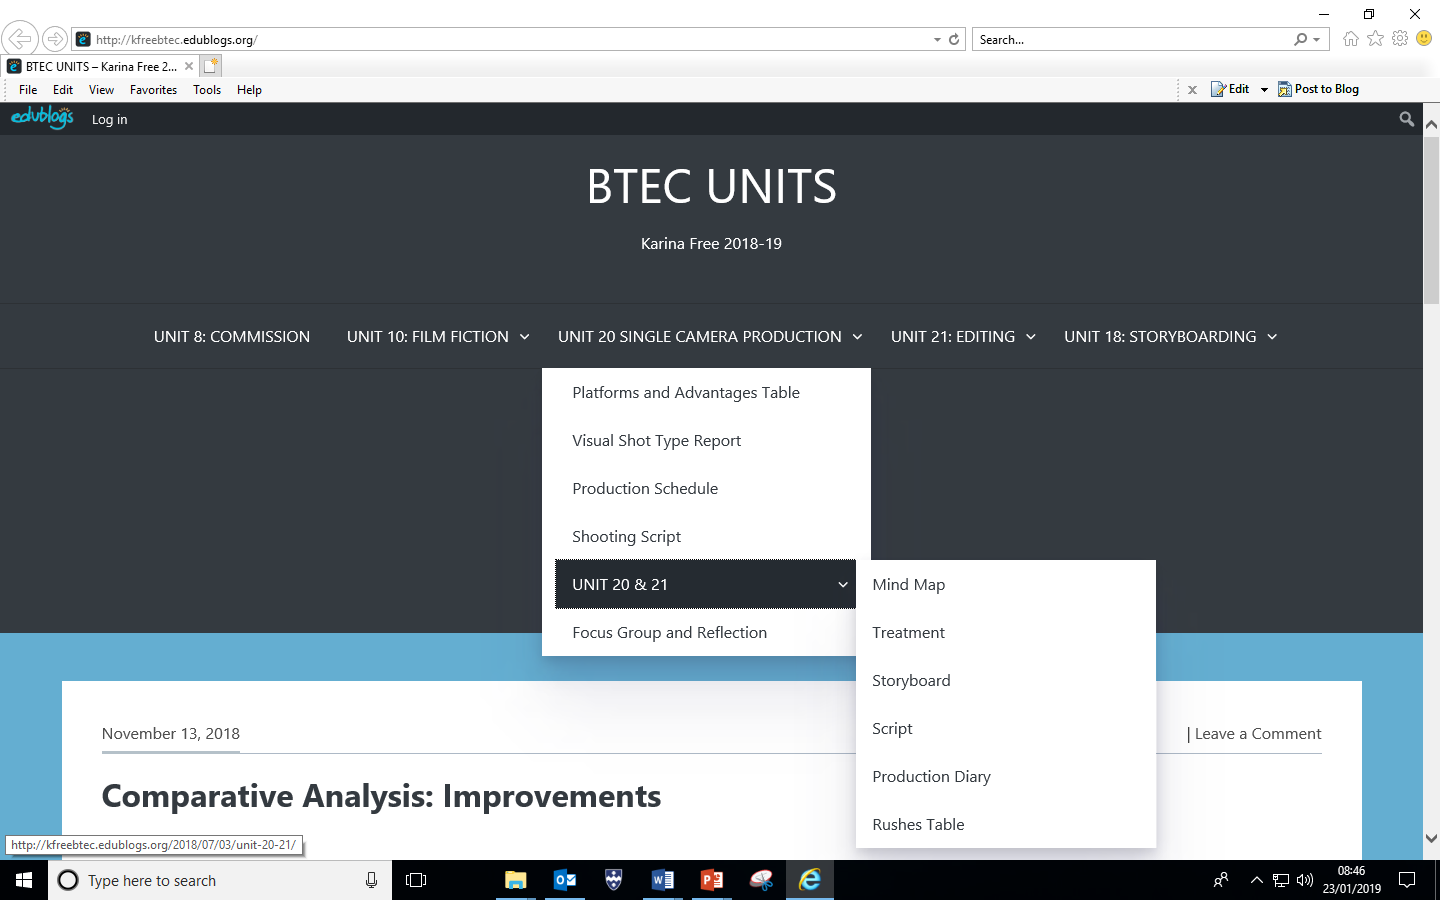 http://kfreebtec.edublogs.org/
Search...
BTEC UNITS – Karina Free 2...
File Edit View Favorites Tools Help
x Edit Post to Blog
edublogs Log in
BTEC UNITS
Karina Free 2018-19
UNIT 8: COMMISSION UNIT 10: FILM FICTION UNIT 20 SINGLE CAMERA PRODUCTION UNIT 21: EDITING UNIT 18: STORYBOARDING
Platforms and Advantages Table
Visual Shot Type Report
Production Schedule
Shooting Script
UNIT 20 & 21
Focus Group and Reflection
Mind Map
Treatment
Storyboard
Script
Production Diary
Rushes Table
November 13, 2018
| Leave a Comment
Comparative Analysis: Improvements
http://kfreebtec.edublogs.org/2018/07/03/unit-20-21/
Type here to search
08:46
23/01/2019